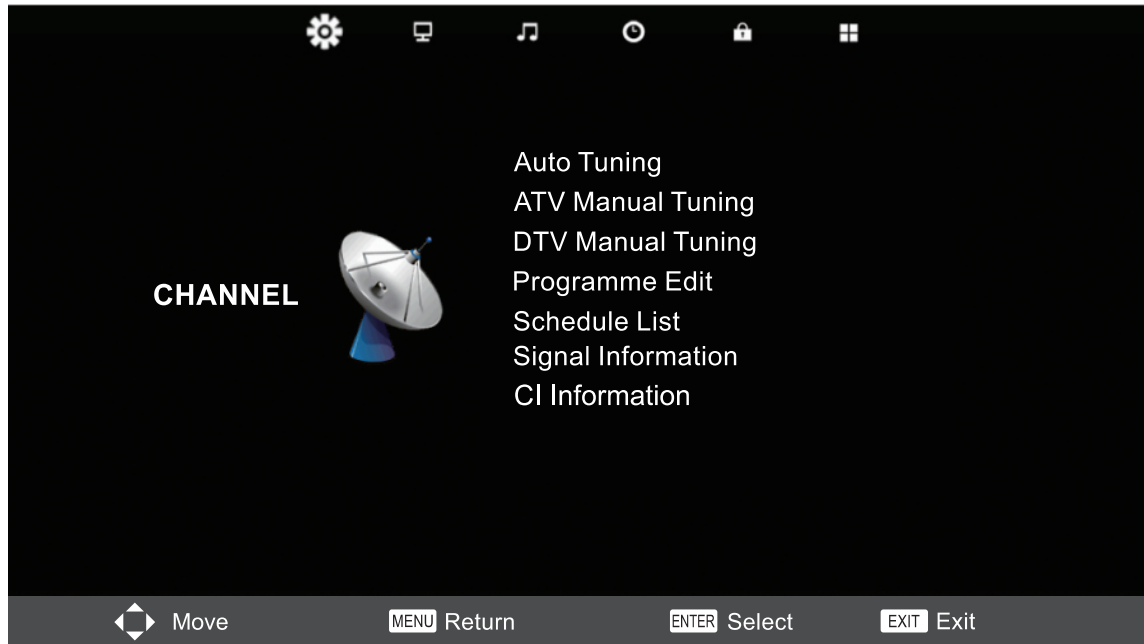 CHANNEL
Auto Tuning
ATV Manual Tuning
DTV Manual Tuning
Programme Edit
Schedule List
Signal Information
CI Information
Move MENU Return ENTER Select EXIT Exit